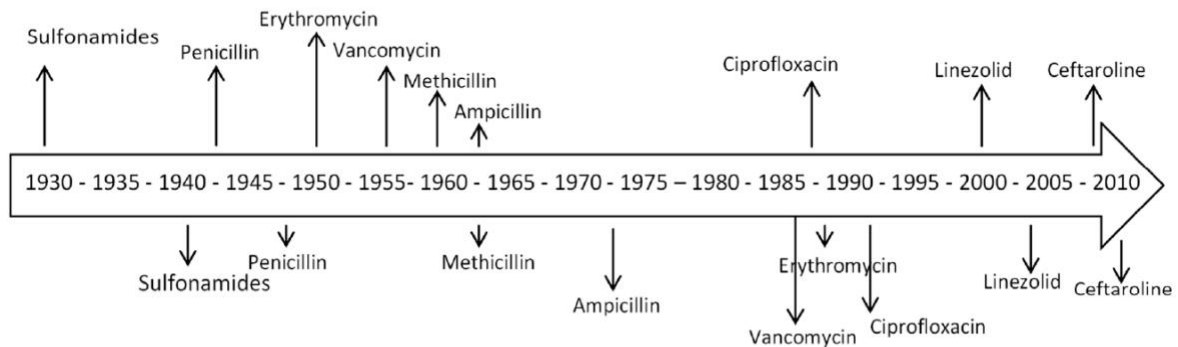 Erythromycin
Sulfonamides
Penicillin
Vancomycin
Ciprofloxacin
Linezolid
Ceftaroline
Methicillin
Ampicillin
1930 - 1935 - 1940 - 1945 - 1950 - 1955- 1960 - 1965 - 1970 - 1975 – 1980 - 1985 - 1990 - 1995 - 2000 - 2005 - 2010
Penicillin
Methicillin
Erythromycin
Sulfonamides
Linezolid
Ceftaroline
Ampicillin
Vancomycin
Ciprofloxacin